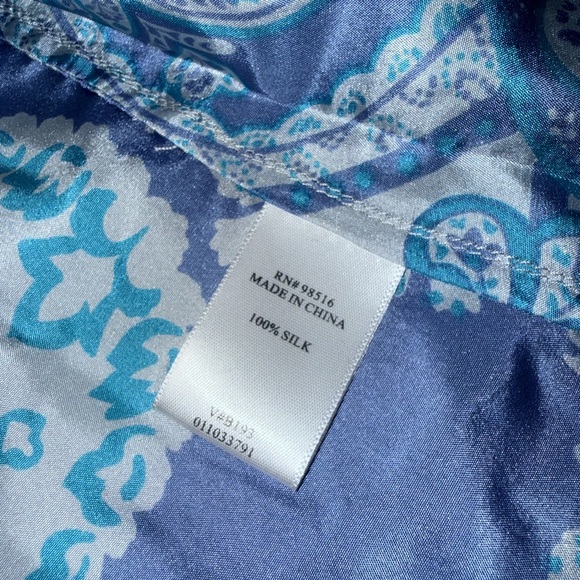 RN# 98516
MADE IN CHINA
100% SILK
V#B193
011033791